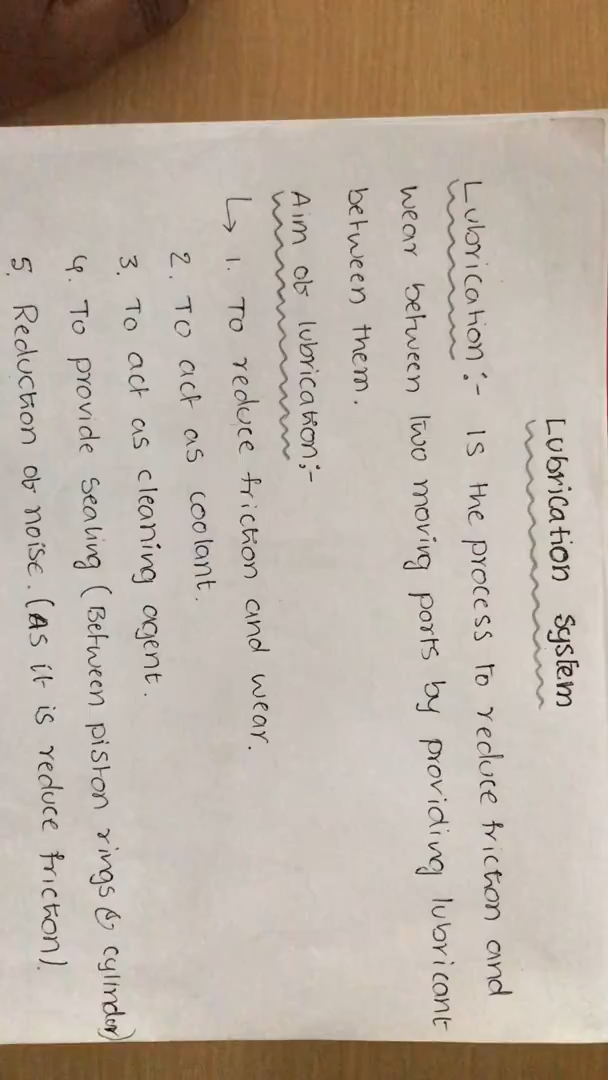 Lubrication System
Lubrication :- Is the process to reduce friction and
wear between two moving parts by providing lubricant
between them.
Aim of lubrication :-
↳ 1. To reduce friction and wear.
2. To act as coolant.
3. To act as cleaning agent.
4. To provide sealing (Between piston rings & cylinder)
5. Reduction of noise. (As it is reduce friction).